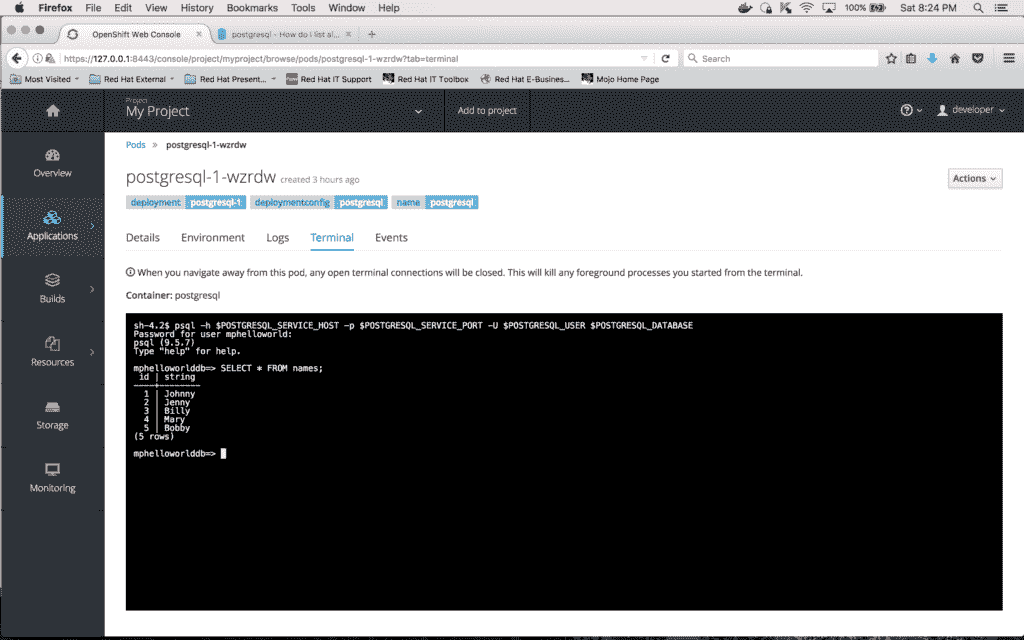 Firefox File Edit View History Bookmarks Tools Window Help 100% Sat 8:24 PM
OpenShift Web Console × postgresql - How do I list al... × +
https://127.0.0.1:8443/console/project/myproject/browse/pods/postgresql-1-wzrdw?tab=terminal Search
Most Visited Red Hat External Red Hat Present... Red Hat IT Support Red Hat IT Toolbox Red Hat E-Busines... Mojo Home Page
Project
My Project Add to project developer
Overview
Applications
Builds
Resources
Storage
Monitoring
Pods » postgresql-1-wzrdw
postgresql-1-wzrdw created 3 hours ago Actions
deployment postgresql-1 deploymentconfig postgresql name postgresql
Details Environment Logs Terminal Events
When you navigate away from this pod, any open terminal connections will be closed. This will kill any foreground processes you started from the terminal.
Container: postgresql
sh-4.2$ psql -h $POSTGRESQL_SERVICE_HOST -p $POSTGRESQL_SERVICE_PORT -U $POSTGRESQL_USER $POSTGRESQL_DATABASE
Password for user mphelloworld:
psql (9.5.7)
Type "help" for help.
mphelloworlddb=> SELECT * FROM names;
id | string
----+--------
1 | Johnny
2 | Jenny
3 | Billy
4 | Mary
5 | Bobby
(5 rows)
mphelloworlddb=>